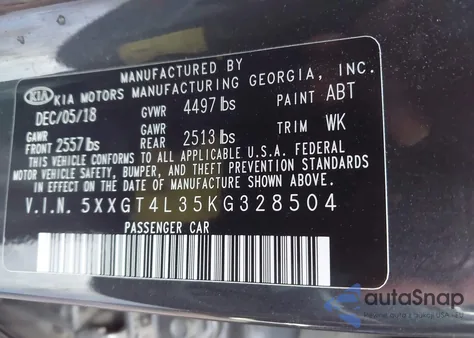 MANUFACTURED BY
KIA KIA MOTORS MANUFACTURING GEORGIA, INC.
DEC/05/18 GVWR 4497 lbs PAINT ABT
GAWR FRONT 2557 lbs GAWR REAR 2513 lbs TRIM WK
THIS VEHICLE CONFORMS TO ALL APPLICABLE U.S.A. FEDERAL
MOTOR VEHICLE SAFETY, BUMPER, AND THEFT PREVENTION STANDARDS
IN EFFECT ON THE DATE OF MANUFACTURE SHOWN ABOVE.
V.I.N. 5XXGT4L35KG328504
PASSENGER CAR
autaSnap